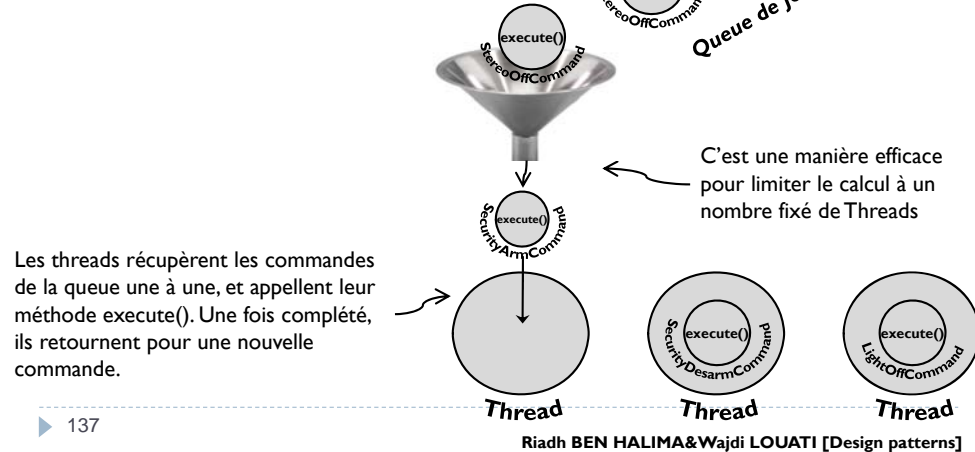 execute()
StereoOffCommand
StereoOffCommand
Queue de
C'est une manière efficace
pour limiter le calcul à un
nombre fixé de Threads
execute()
SecurityArmCommand
Les threads récupèrent les commandes
de la queue une à une, et appellent leur
méthode execute(). Une fois complété,
ils retournent pour une nouvelle
commande.
execute()
SecurityDesarmCommand
execute()
LightOffCommand
Thread
Thread
Thread
137
Riadh BEN HALIMA&Wajdi LOUATI [Design patterns]